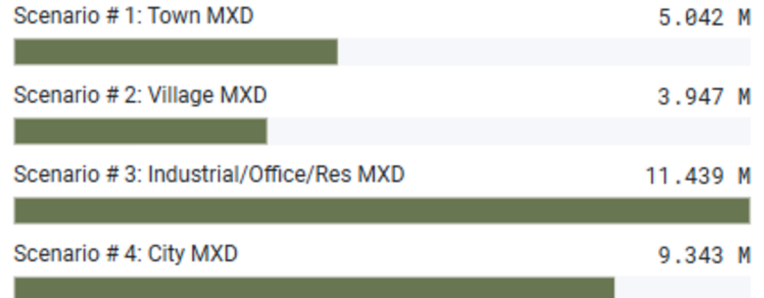 Scenario # 1: Town MXD 5.042 M
Scenario # 2: Village MXD 3.947 M
Scenario # 3: Industrial/Office/Res MXD 11.439 M
Scenario # 4: City MXD 9.343 M